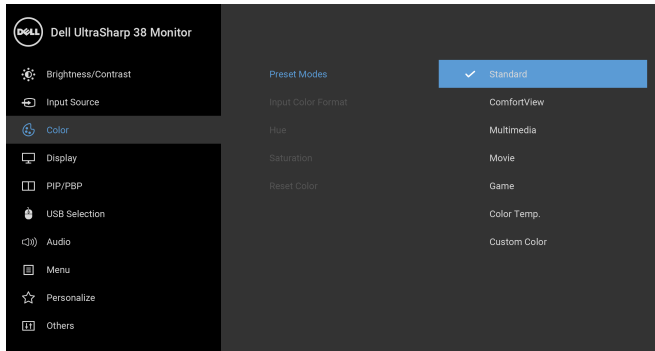 DELL Dell UltraSharp 38 Monitor
Brightness/Contrast
Input Source
Color
Display
PIP/PBP
USB Selection
Audio
Menu
Personalize
Others
Preset Modes
Input Color Format
Hue
Saturation
Reset Color
Standard
ComfortView
Multimedia
Movie
Game
Color Temp.
Custom Color